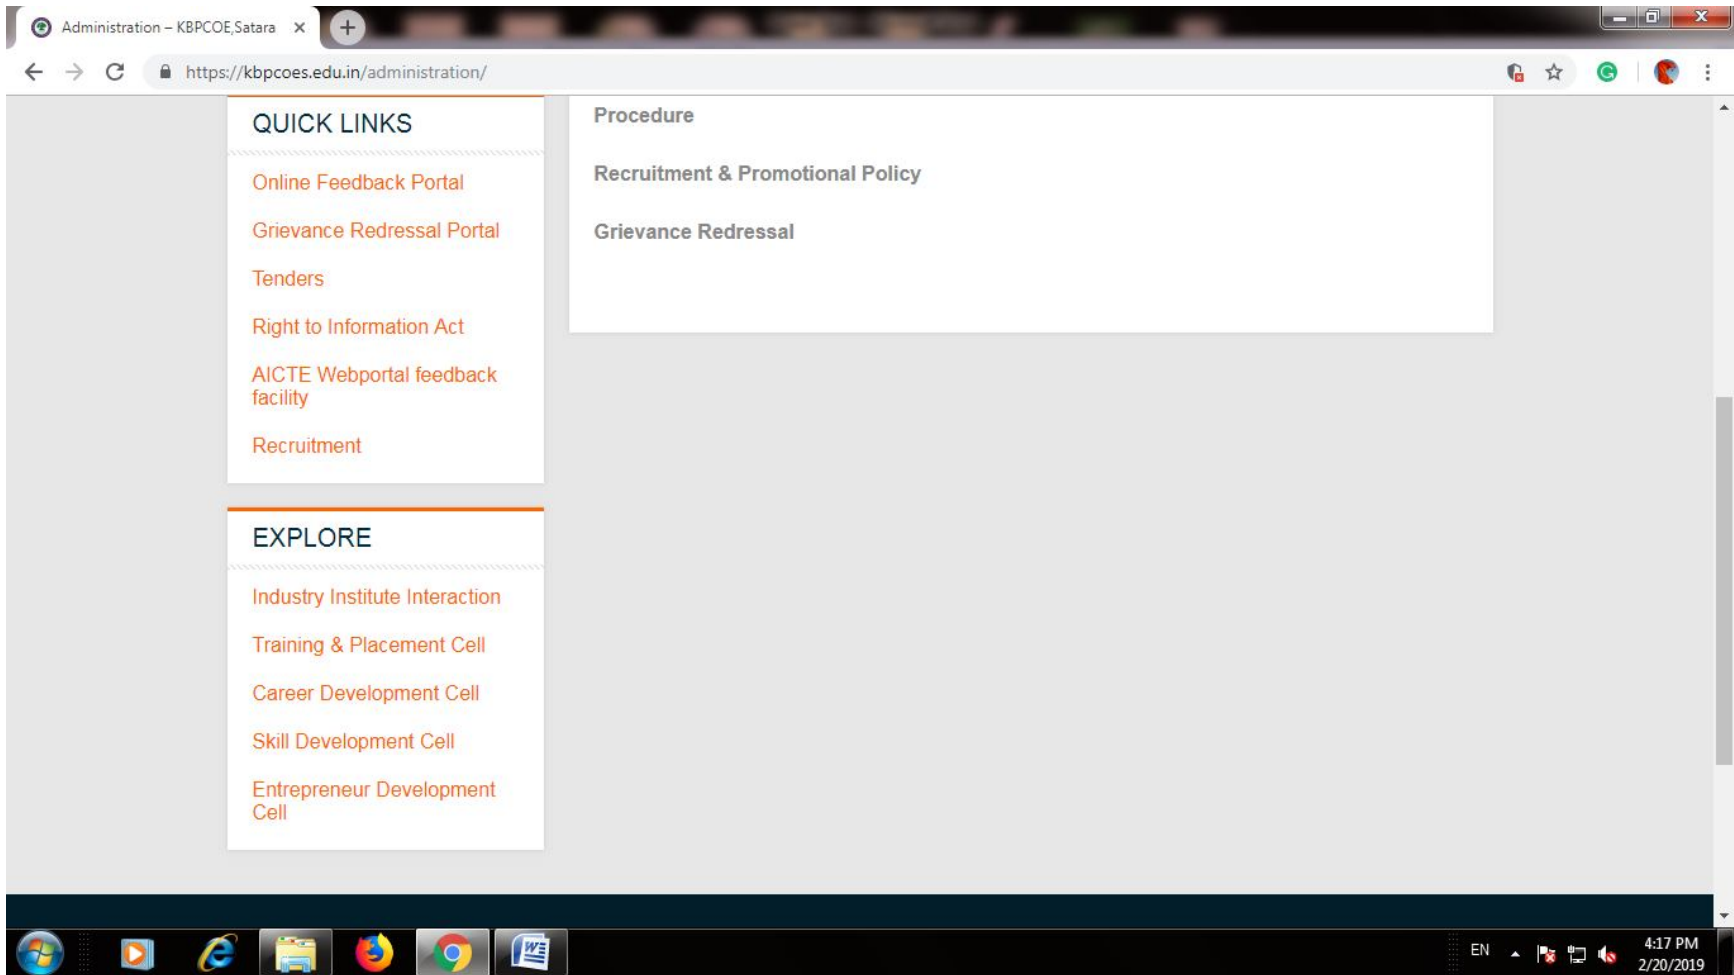 Administration – KBPCOE,Satara
https://kbpcoes.edu.in/administration/
QUICK LINKS
Online Feedback Portal
Grievance Redressal Portal
Tenders
Right to Information Act
AICTE Webportal feedback
facility
Recruitment
EXPLORE
Industry Institute Interaction
Training & Placement Cell
Career Development Cell
Skill Development Cell
Entrepreneur Development
Cell
Procedure
Recruitment & Promotional Policy
Grievance Redressal
EN
4:17 PM
2/20/2019